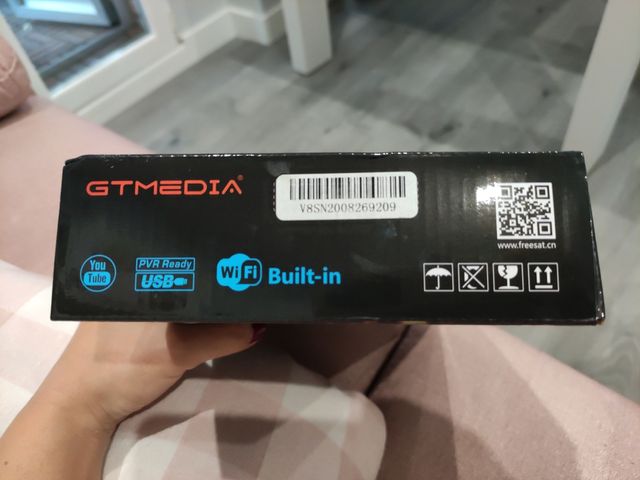 GTMEDIA®
V8SN2008269209
www.freesat.cn
You
Tube
PVR Ready
USB
WiFi Built-in